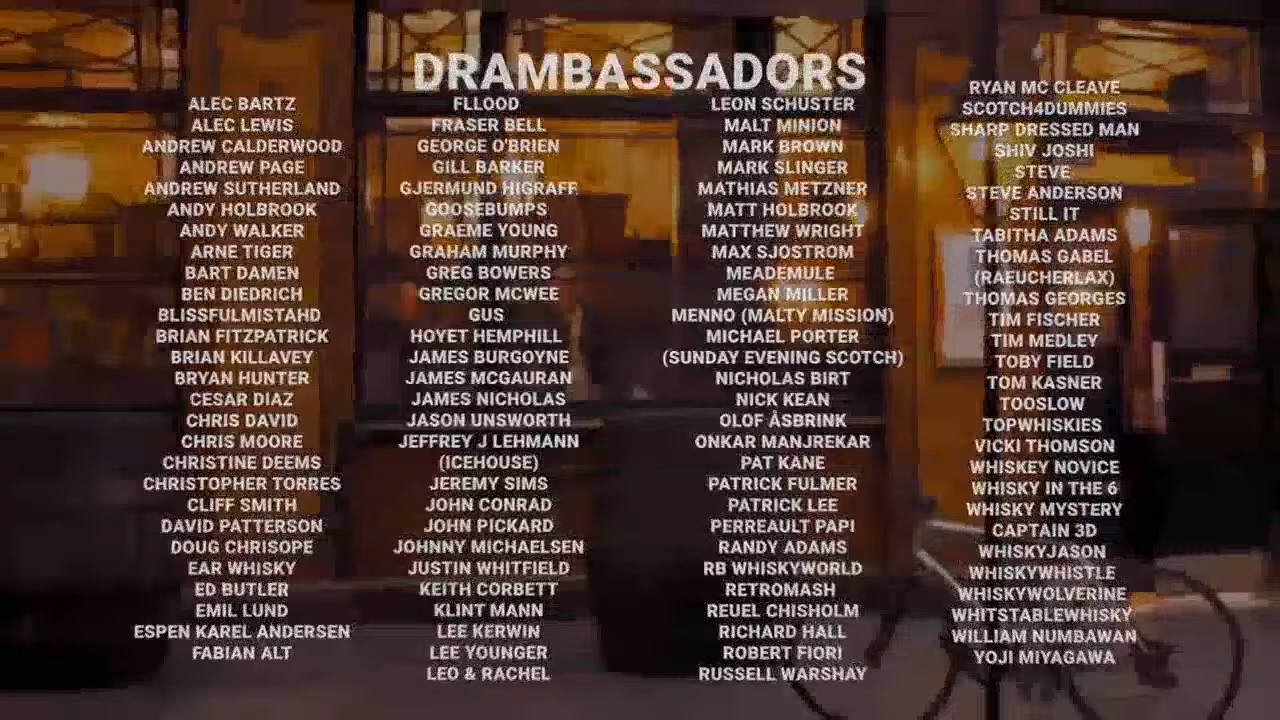 DRAMBASSADORS
ALEC BARTZ
ALEC LEWIS
ANDREW CALDERWOOD
ANDREW PAGE
ANDREW SUTHERLAND
ANDY HOLBROOK
ANDY WALKER
ARNE TIGER
BART DAMEN
BEN DIEDRICH
BLISSFULMISTAHD
BRIAN FITZPATRICK
BRIAN KILLAVEY
BRYAN HUNTER
CESAR DIAZ
CHRIS DAVID
CHRIS MOORE
CHRISTINE DEEMS
CHRISTOPHER TORRES
CLIFF SMITH
DAVID PATTERSON
DOUG CHRISOPE
EAR WHISKY
ED BUTLER
EMIL LUND
ESPEN KAREL ANDERSEN
FABIAN ALT
FLLOOD
FRASER BELL
GEORGE O'BRIEN
GILL BARKER
GJERMUND HIGRAFF
GOOSEBUMPS
GRAEME YOUNG
GRAHAM MURPHY
GREG BOWERS
GREGOR MCWEE
GUS
HOYET HEMPHILL
JAMES BURGOYNE
JAMES MCGAURAN
JAMES NICHOLAS
JASON UNSWORTH
JEFFREY J LEHMANN
(ICEHOUSE)
JEREMY SIMS
JOHN CONRAD
JOHN PICKARD
JOHNNY MICHAELSEN
JUSTIN WHITFIELD
KEITH CORBETT
KLINT MANN
LEE KERWIN
LEE YOUNGER
LEO & RACHEL
LEON SCHUSTER
MALT MINION
MARK BROWN
MARK SLINGER
MATHIAS METZNER
MATT HOLBROOK
MATTHEW WRIGHT
MAX SJOSTROM
MEADEMULE
MEGAN MILLER
MENNO (MALTY MISSION)
MICHAEL PORTER
(SUNDAY EVENING SCOTCH)
NICHOLAS BIRT
NICK KEAN
OLOF ÅSBRINK
ONKAR MANJREKAR
PAT KANE
PATRICK FULMER
PATRICK LEE
PERREAULT PAPI
RANDY ADAMS
RB WHISKYWORLD
RETROMASH
REUEL CHISHOLM
RICHARD HALL
ROBERT FIORI
RUSSELL WARSHAY
RYAN MC CLEAVE
SCOTCH4DUMMIES
SHARP DRESSED MAN
SHIV JOSHI
STEVE
STEVE ANDERSON
STILL IT
TABITHA ADAMS
THOMAS GABEL
(RAEUCHERLAX)
THOMAS GEORGES
TIM FISCHER
TIM MEDLEY
TOBY FIELD
TOM KASNER
TOOSLOW
TOPWHISKIES
VICKI THOMSON
WHISKEY NOVICE
WHISKY IN THE 6
WHISKY MYSTERY
CAPTAIN 3D
WHISKYJASON
WHISKYWHISTLE
WHISKYWOLVERINE
WHITSTABLEWHISKY
WILLIAM NUMBAWAN
YOJI MIYAGAWA